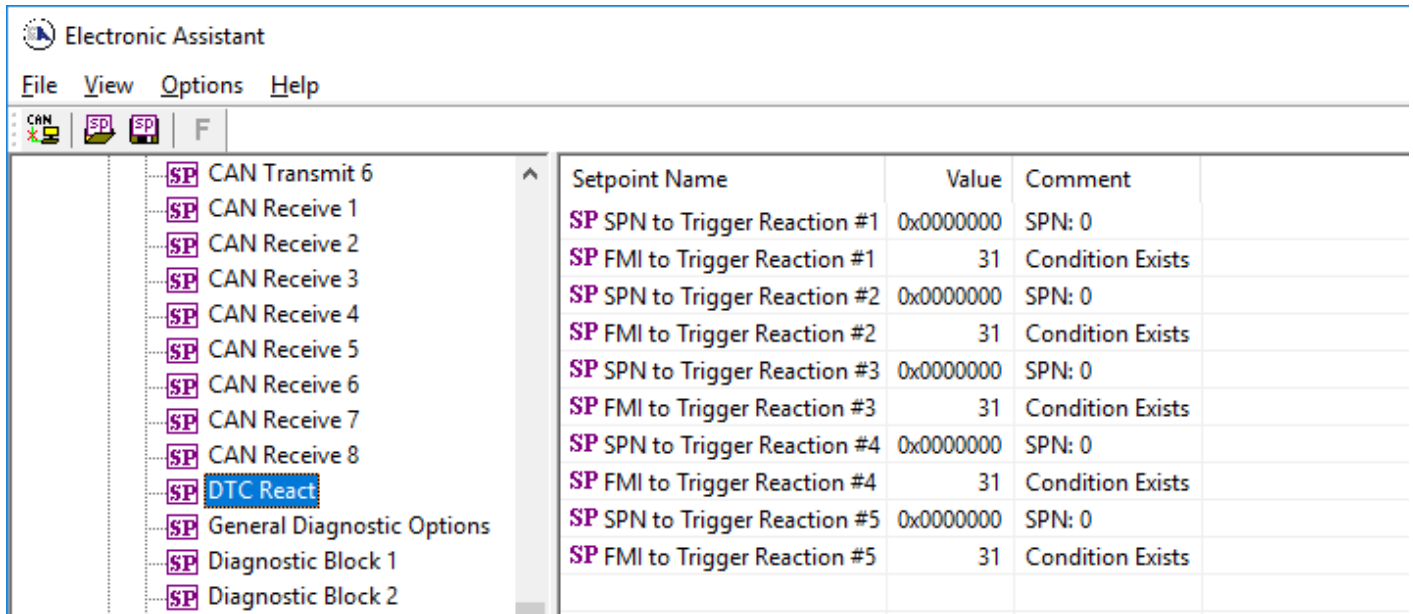 Electronic Assistant
File View Options Help
CAN SP SP F
SP CAN Transmit 6
SP CAN Receive 1
SP CAN Receive 2
SP CAN Receive 3
SP CAN Receive 4
SP CAN Receive 5
SP CAN Receive 6
SP CAN Receive 7
SP CAN Receive 8
SP DTC React
SP General Diagnostic Options
SP Diagnostic Block 1
SP Diagnostic Block 2
Setpoint Name Value Comment
SP SPN to Trigger Reaction #1 0x0000000 SPN: 0
SP FMI to Trigger Reaction #1 31 Condition Exists
SP SPN to Trigger Reaction #2 0x0000000 SPN: 0
SP FMI to Trigger Reaction #2 31 Condition Exists
SP SPN to Trigger Reaction #3 0x0000000 SPN: 0
SP FMI to Trigger Reaction #3 31 Condition Exists
SP SPN to Trigger Reaction #4 0x0000000 SPN: 0
SP FMI to Trigger Reaction #4 31 Condition Exists
SP SPN to Trigger Reaction #5 0x0000000 SPN: 0
SP FMI to Trigger Reaction #5 31 Condition Exists